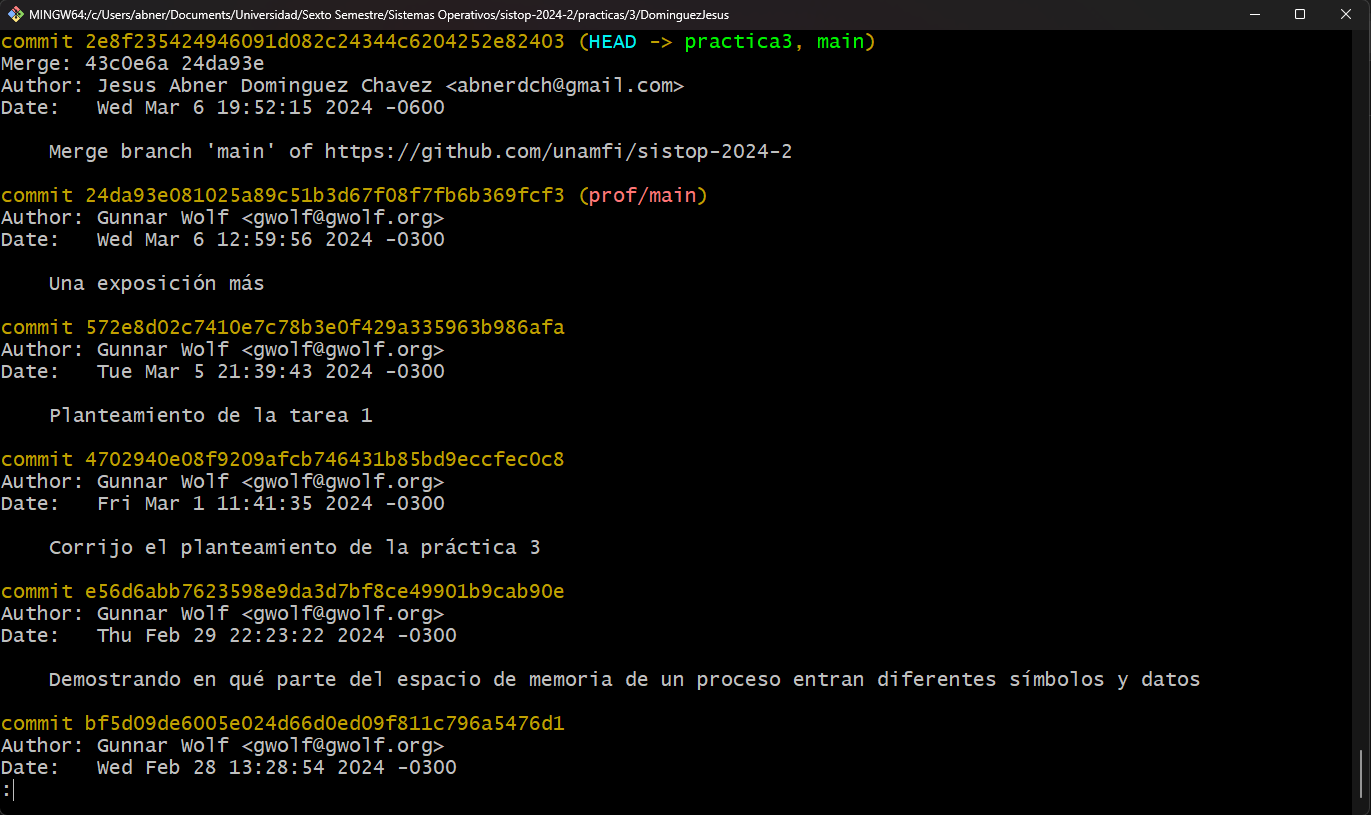 MINGW64:/c/Users/abner/Documents/Universidad/Sexto Semestre/Sistemas Operativos/sistop-2024-2/practicas/3/DominguezJesus
commit 2e8f235424946091d082c24344c6204252e82403 (HEAD -> practica3, main)
Merge: 43c0e6a 24da93e
Author: Jesus Abner Dominguez Chavez <abnerdch@gmail.com>
Date:   Wed Mar 6 19:52:15 2024 -0600
    Merge branch 'main' of https://github.com/unamfi/sistop-2024-2
commit 24da93e081025a89c51b3d67f08f7fb6b369fcf3 (prof/main)
Author: Gunnar Wolf <gwolf@gwolf.org>
Date:   Wed Mar 6 12:59:56 2024 -0300
    Una exposición más
commit 572e8d02c7410e7c78b3e0f429a335963b986afa
Author: Gunnar Wolf <gwolf@gwolf.org>
Date:   Tue Mar 5 21:39:43 2024 -0300
    Planteamiento de la tarea 1
commit 4702940e08f9209afcb746431b85bd9eccfec0c8
Author: Gunnar Wolf <gwolf@gwolf.org>
Date:   Fri Mar 1 11:41:35 2024 -0300
    Corrijo el planteamiento de la práctica 3
commit e56d6abb7623598e9da3d7bf8ce49901b9cab90e
Author: Gunnar Wolf <gwolf@gwolf.org>
Date:   Thu Feb 29 22:23:22 2024 -0300
    Demostrando en qué parte del espacio de memoria de un proceso entran diferentes símbolos y datos
commit bf5d09de6005e024d66d0ed09f811c796a5476d1
Author: Gunnar Wolf <gwolf@gwolf.org>
Date:   Wed Feb 28 13:28:54 2024 -0300
: